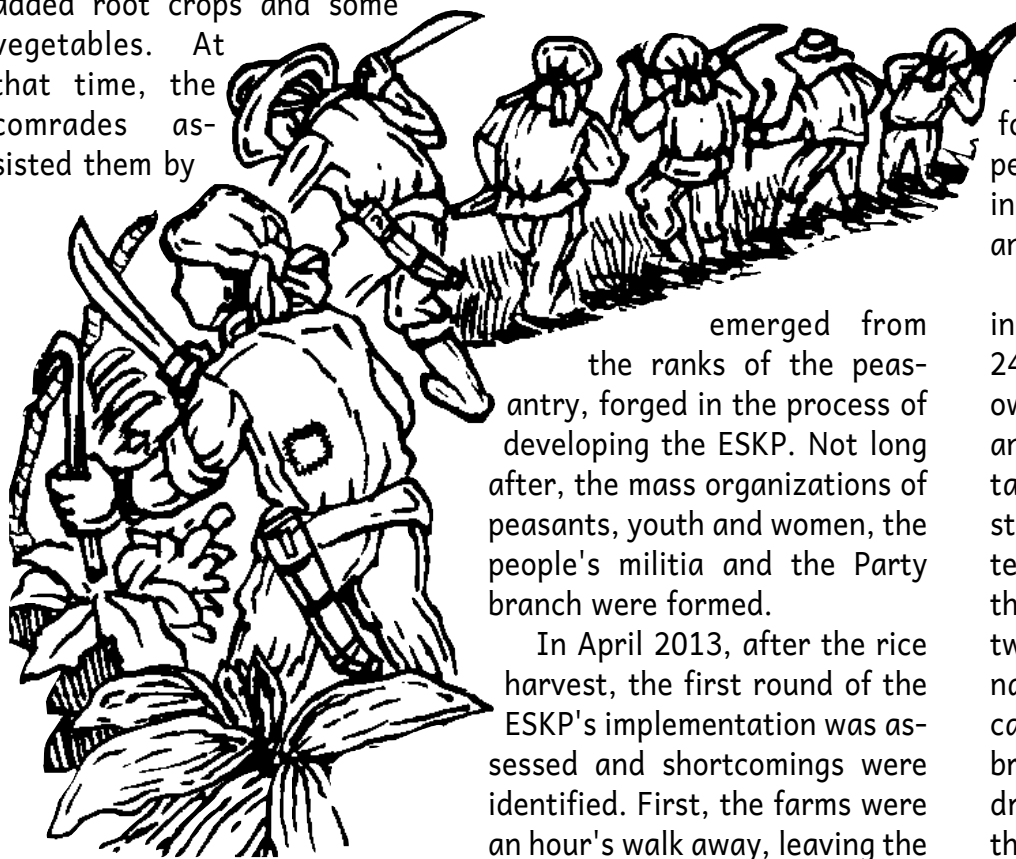 added root crops and some
vegetables. At
that time, the
comrades as-
sisted them by
emerged from
the ranks of the peas-
antry, forged in the process of
developing the ESKP. Not long
after, the mass organizations of
peasants, youth and women, the
people's militia and the Party
branch were formed.
In April 2013, after the rice
harvest, the first round of the
ESKP's implementation was as-
sessed and shortcomings were
identified. First, the farms were
an hour's walk away, leaving the
in
24